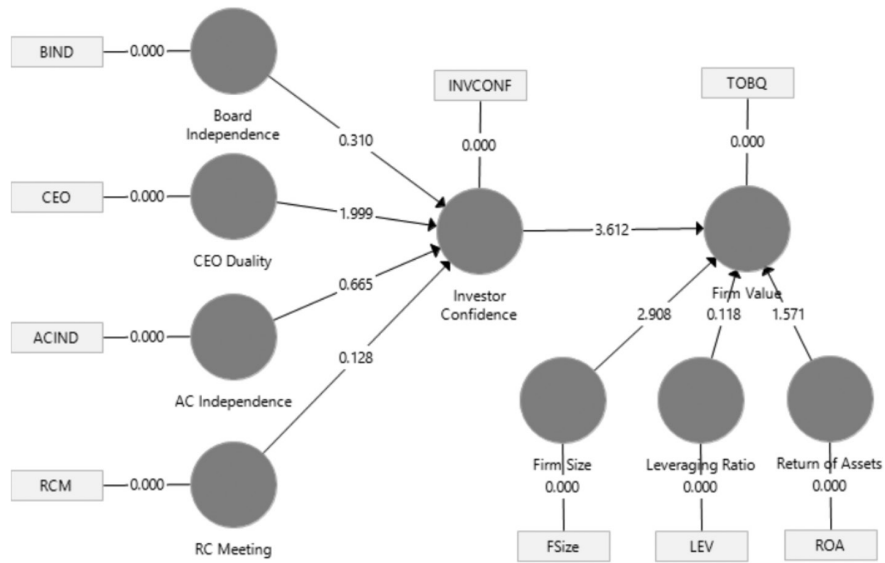 BIND
0.000
Board
Independence
0.310
CEO
0.000
CEO Duality
1.999
ACIND
0.000
AC Independence
0.665
RCM
0.000
RC Meeting
0.128
INVCONF
0.000
Investor
Confidence
3.612
TOBQ
0.000
Firm Value
2.908
0.118
1.571
Firm Size
0.000
FSize
Leveraging Ratio
0.000
LEV
Return of Assets
0.000
ROA